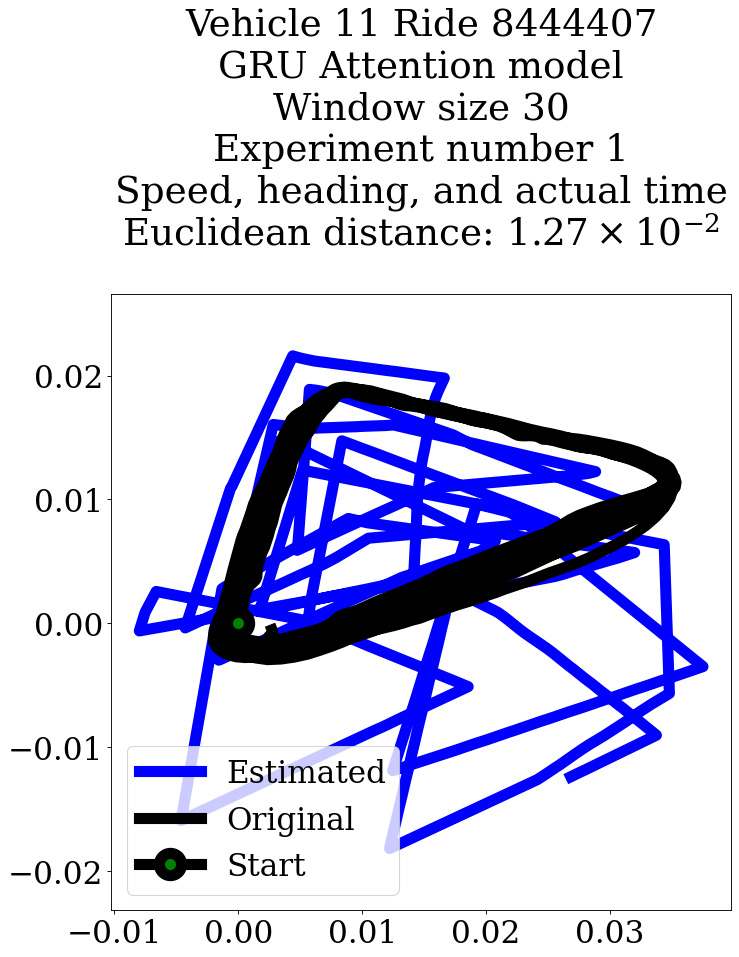 Vehicle 11 Ride 8444407
GRU Attention model
Window size 30
Experiment number 1
Speed, heading, and actual time
Euclidean distance: 1.27 × 10⁻²
0.02
0.01
0.00
−0.01
−0.02
Estimated
Original
Start
−0.01 0.00 0.01 0.02 0.03